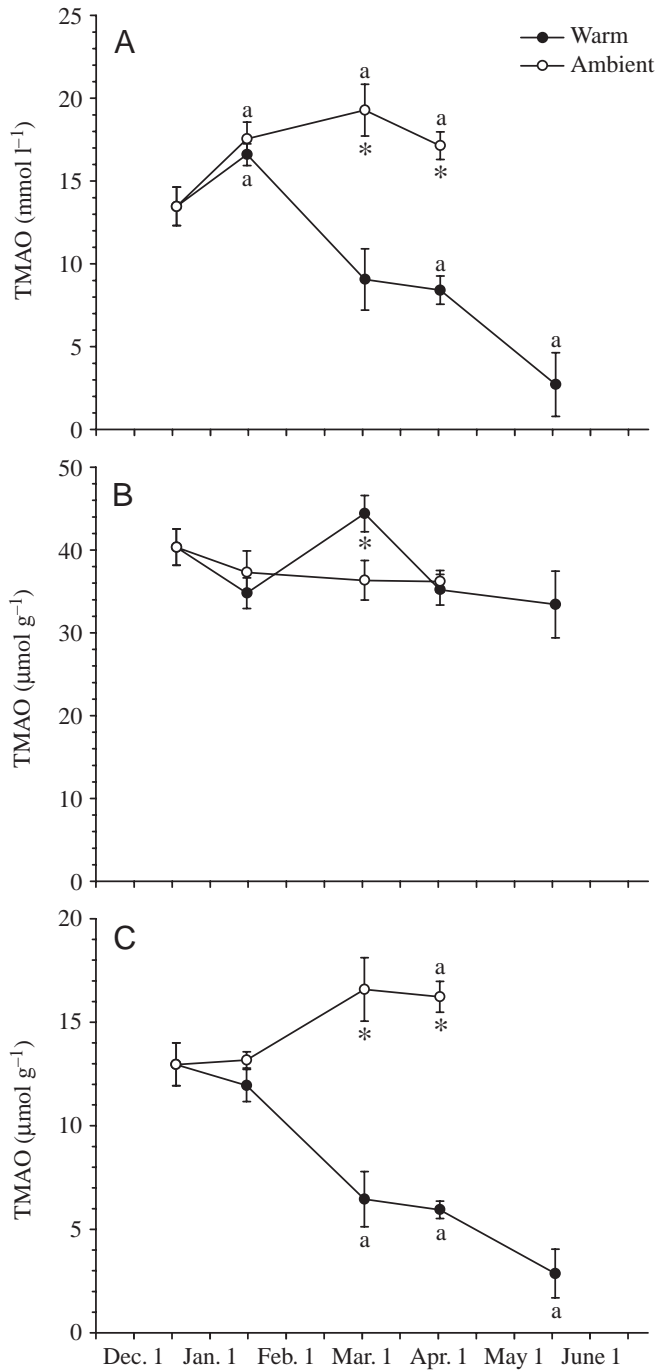 A
Warm
Ambient
TMAO (mmol l⁻¹)
25
20
15
10
5
0
a
a
a
a
*
*
a
a
B
TMAO (µmol g⁻¹)
50
40
30
20
10
0
*
C
TMAO (µmol g⁻¹)
20
15
10
5
0
a
*
*
a
a
a
Dec. 1 Jan. 1 Feb. 1 Mar. 1 Apr. 1 May 1 June 1